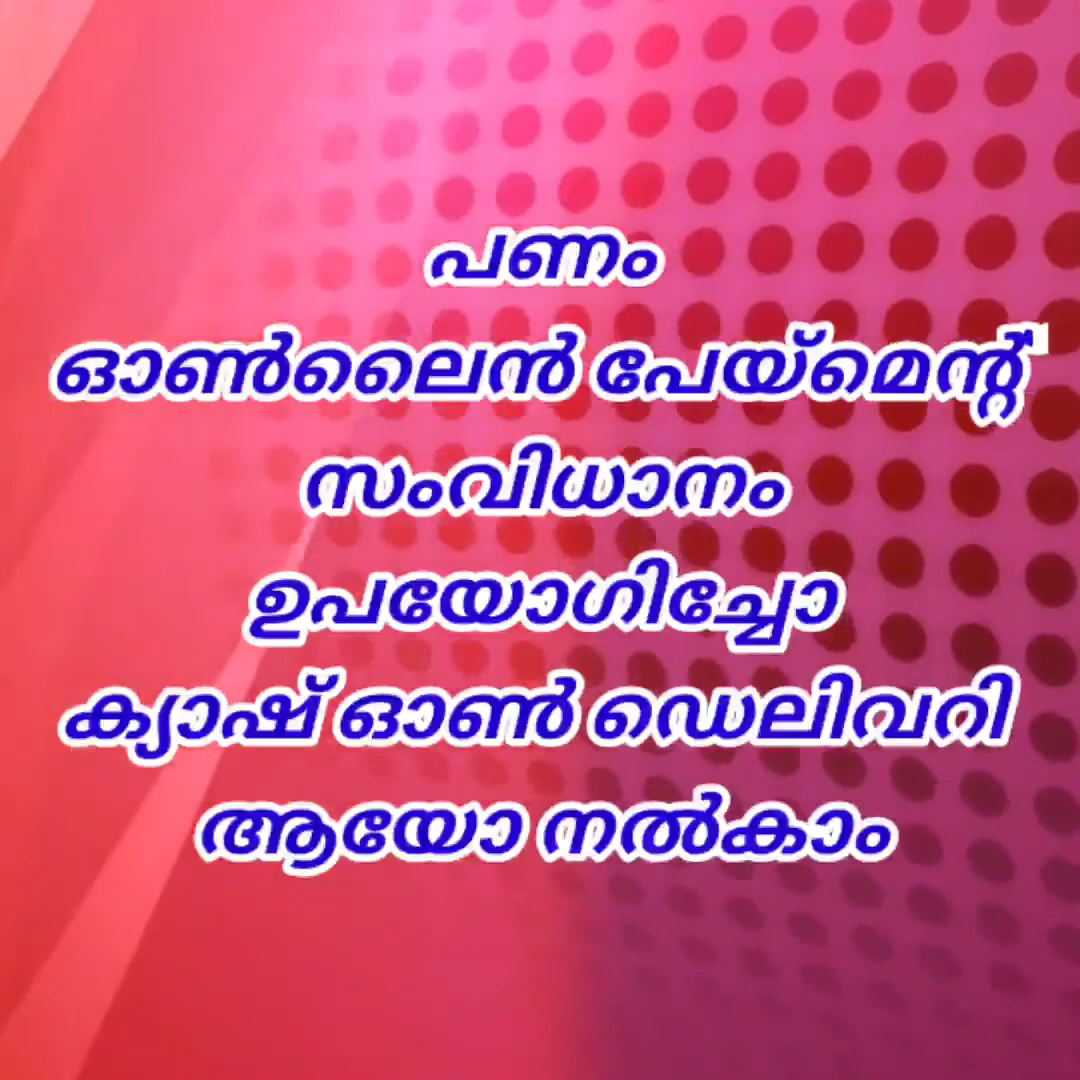 പണം
ഓൺലൈൻ പേയ്മെന്റ്
സംവിധാനം
ഉപയോഗിച്ചോ
ക്യാഷ് ഓൺ ഡെലിവറി
ആയോ നൽകാം